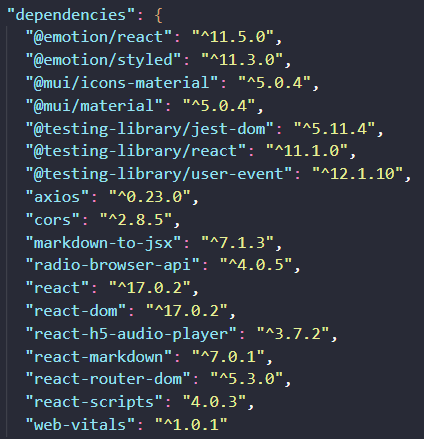 "dependencies": {
"@emotion/react": "^11.5.0",
"@emotion/styled": "^11.3.0",
"@mui/icons-material": "^5.0.4",
"@mui/material": "^5.0.4",
"@testing-library/jest-dom": "^5.11.4",
"@testing-library/react": "^11.1.0",
"@testing-library/user-event": "^12.1.10",
"axios": "^0.23.0",
"cors": "^2.8.5",
"markdown-to-jsx": "^7.1.3",
"radio-browser-api": "^4.0.5",
"react": "^17.0.2",
"react-dom": "^17.0.2",
"react-h5-audio-player": "^3.7.2",
"react-markdown": "^7.0.1",
"react-router-dom": "^5.3.0",
"react-scripts": "4.0.3",
"web-vitals": "^1.0.1"